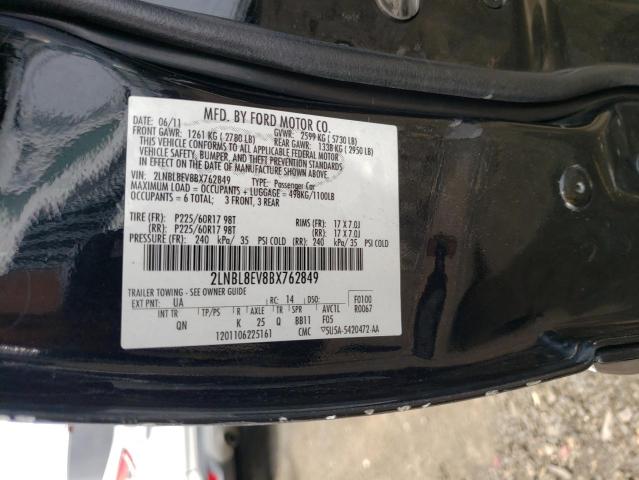 MFD. BY FORD MOTOR CO.
DATE: 06/11 GVWR: 2599 KG (5730 LB)
FRONT GAWR: 1261 KG (2780 LB) REAR GAWR: 1338 KG (2950 LB)
THIS VEHICLE CONFORMS TO ALL APPLICABLE FEDERAL MOTOR
VEHICLE SAFETY, BUMPER, AND THEFT PREVENTION STANDARDS
IN EFFECT ON THE DATE OF MANUFACTURE SHOWN ABOVE.
VIN: 2LNBL8EV8BX762849 TYPE: Passenger Car
MAXIMUM LOAD = OCCUPANTS + LUGGAGE = 498KG/1100LB
OCCUPANTS = 6 TOTAL; 3 FRONT, 3 REAR
TIRE (FR): P225/60R17 98T RIMS (FR): 17 X 7.0J
(RR): P225/60R17 98T (RR): 17 X 7.0J
PRESSURE (FR): 240 kPa/ 35 PSI COLD (RR): 240 kPa/35 PSI COLD
2LNBL8EV8BX762849
TRAILER TOWING - SEE OWNER GUIDE
EXT PNT: UA RC: 14 DSO: F0100
INT TR TP/PS R AXLE TR SPR AVCTL R0067
QN K 25 Q BB11 F05
1201106225161 CMC 5U5A-5420472-AA